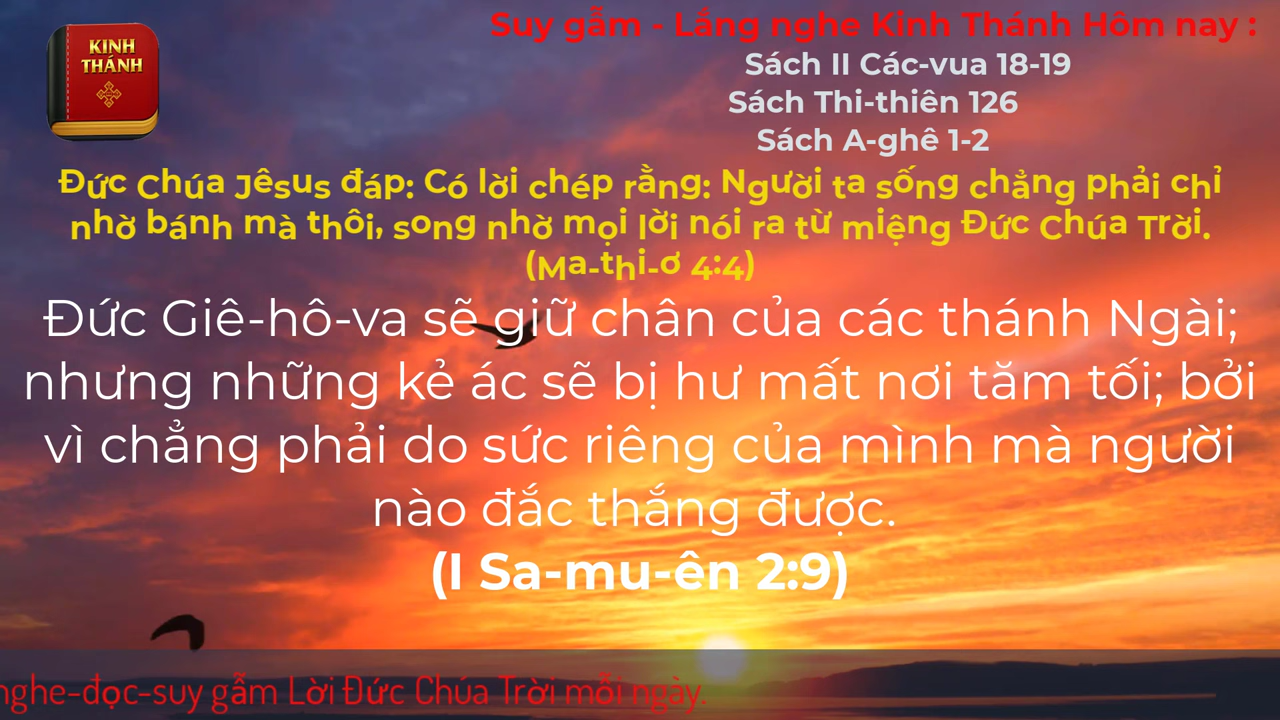 KINH
THÁNH
Suy gẫm - Lắng nghe Kinh Thánh Hôm nay :
Sách II Các-vua 18-19
Sách Thi-thiên 126
Sách A-ghê 1-2
Đức Chúa Jêsus đáp: Có lời chép rằng: Người ta sống chẳng phải chỉ
nhờ bánh mà thôi, song nhờ mọi lời nói ra từ miệng Đức Chúa Trời.
(Ma-thi-ơ 4:4)
Đức Giê-hô-va sẽ giữ chân của các thánh Ngài;
nhưng những kẻ ác sẽ bị hư mất nơi tăm tối; bởi
vì chẳng phải do sức riêng của mình mà người
nào đắc thắng được.
(I Sa-mu-ên 2:9)
nghe-đọc-suy gẫm Lời Đức Chúa Trời mỗi ngày.